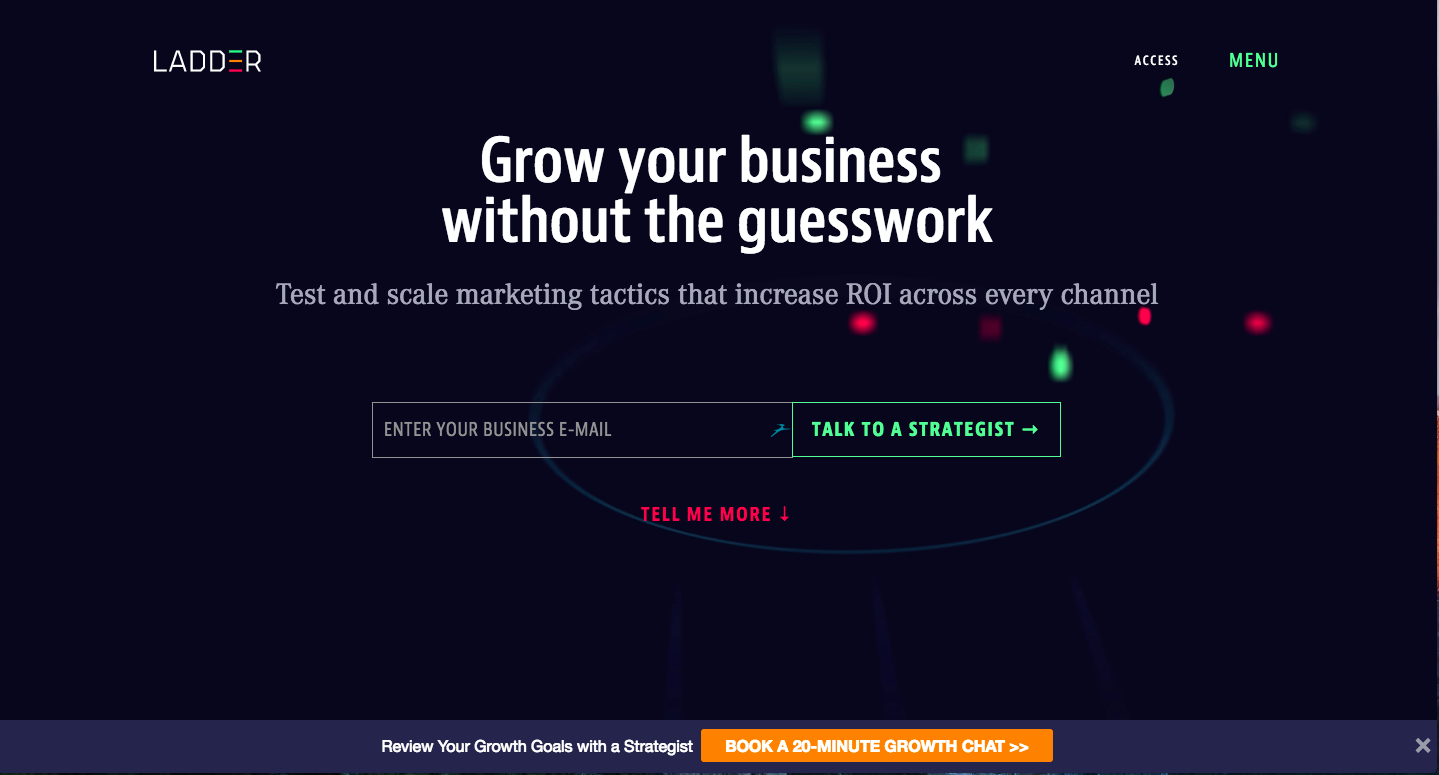 LADDER
ACCESS
MENU
Grow your business
without the guesswork
Test and scale marketing tactics that increase ROI across every channel
ENTER YOUR BUSINESS E-MAIL
TALK TO A STRATEGIST →
TELL ME MORE ↓
Review Your Growth Goals with a Strategist
BOOK A 20-MINUTE GROWTH CHAT >>
×